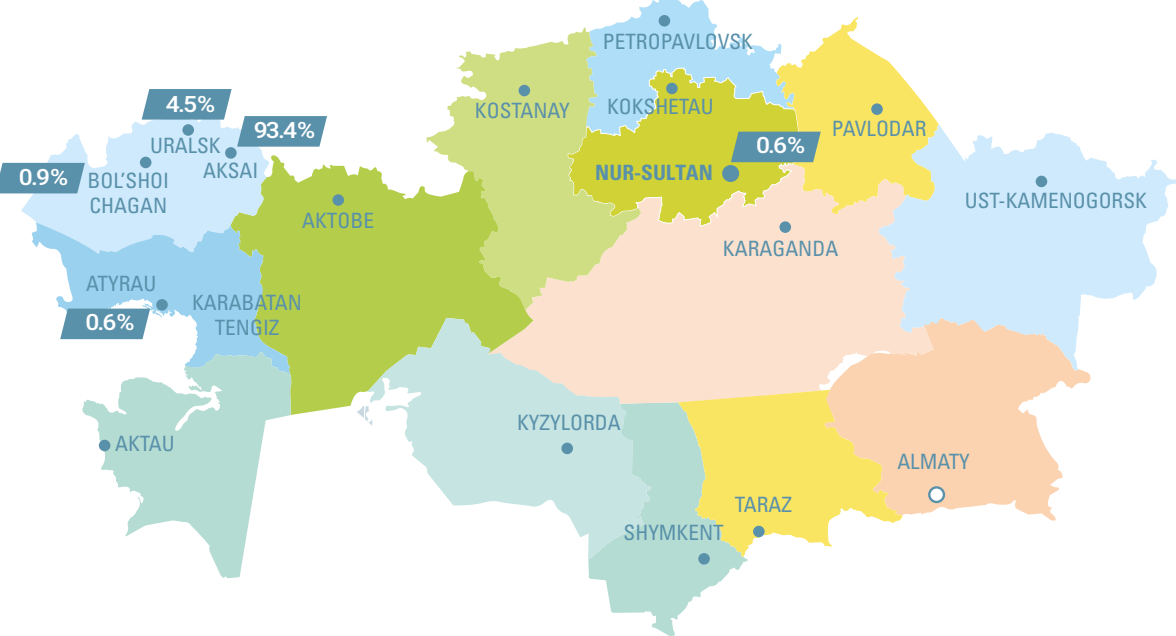 PETROPAVLOVSK
KOSTANAY
KOKSHETAU
PAVLODAR
4.5%
93.4%
URALSK
AKSAI
0.9%
BOL'SHOI
CHAGAN
0.6%
NUR-SULTAN
UST-KAMENOGORSK
AKTOBE
KARAGANDA
ATYRAU
0.6%
KARABATAN
TENGIZ
AKTAU
KYZYLORDA
ALMATY
TARAZ
SHYMKENT